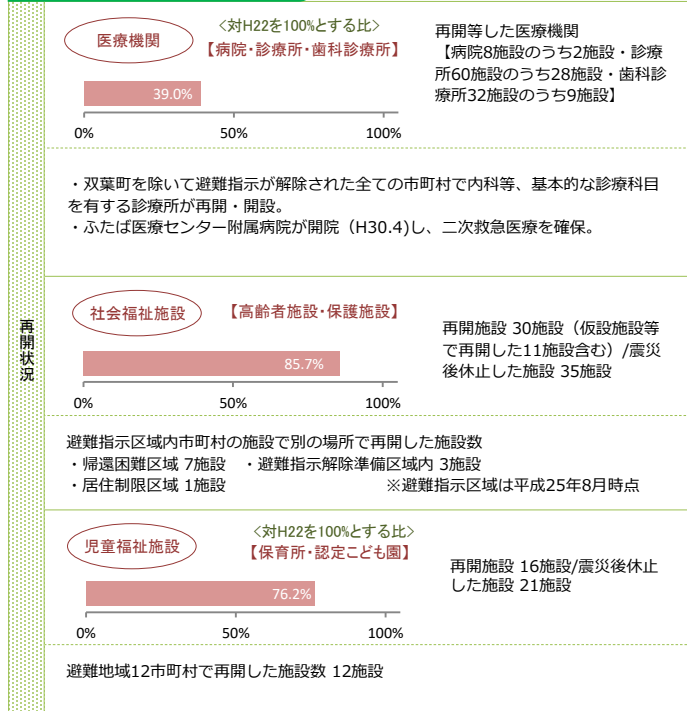 再開状況
医療機関
<対H22を100%とする比>
【病院・診療所・歯科診療所】
39.0%
0% 50% 100%
再開等した医療機関
【病院8施設のうち2施設・診療
所60施設のうち28施設・歯科診
療所32施設のうち9施設】
・双葉町を除いて避難指示が解除された全ての市町村で内科等、基本的な診療科目
を有する診療所が再開・開設。
・ふたば医療センター附属病院が開院（H30.4)し、二次救急医療を確保。
社会福祉施設
【高齢者施設・保護施設】
85.7%
0% 50% 100%
再開施設 30施設（仮設施設等
で再開した11施設含む）/震災
後休止した施設 35施設
避難指示区域内市町村の施設で別の場所で再開した施設数
・帰還困難区域 7施設 ・避難指示解除準備区域内 3施設
・居住制限区域 1施設 ※避難指示区域は平成25年8月時点
児童福祉施設
<対H22を100%とする比>
【保育所・認定こども園】
76.2%
0% 50% 100%
再開施設 16施設/震災後休止
した施設 21施設
避難地域12市町村で再開した施設数 12施設